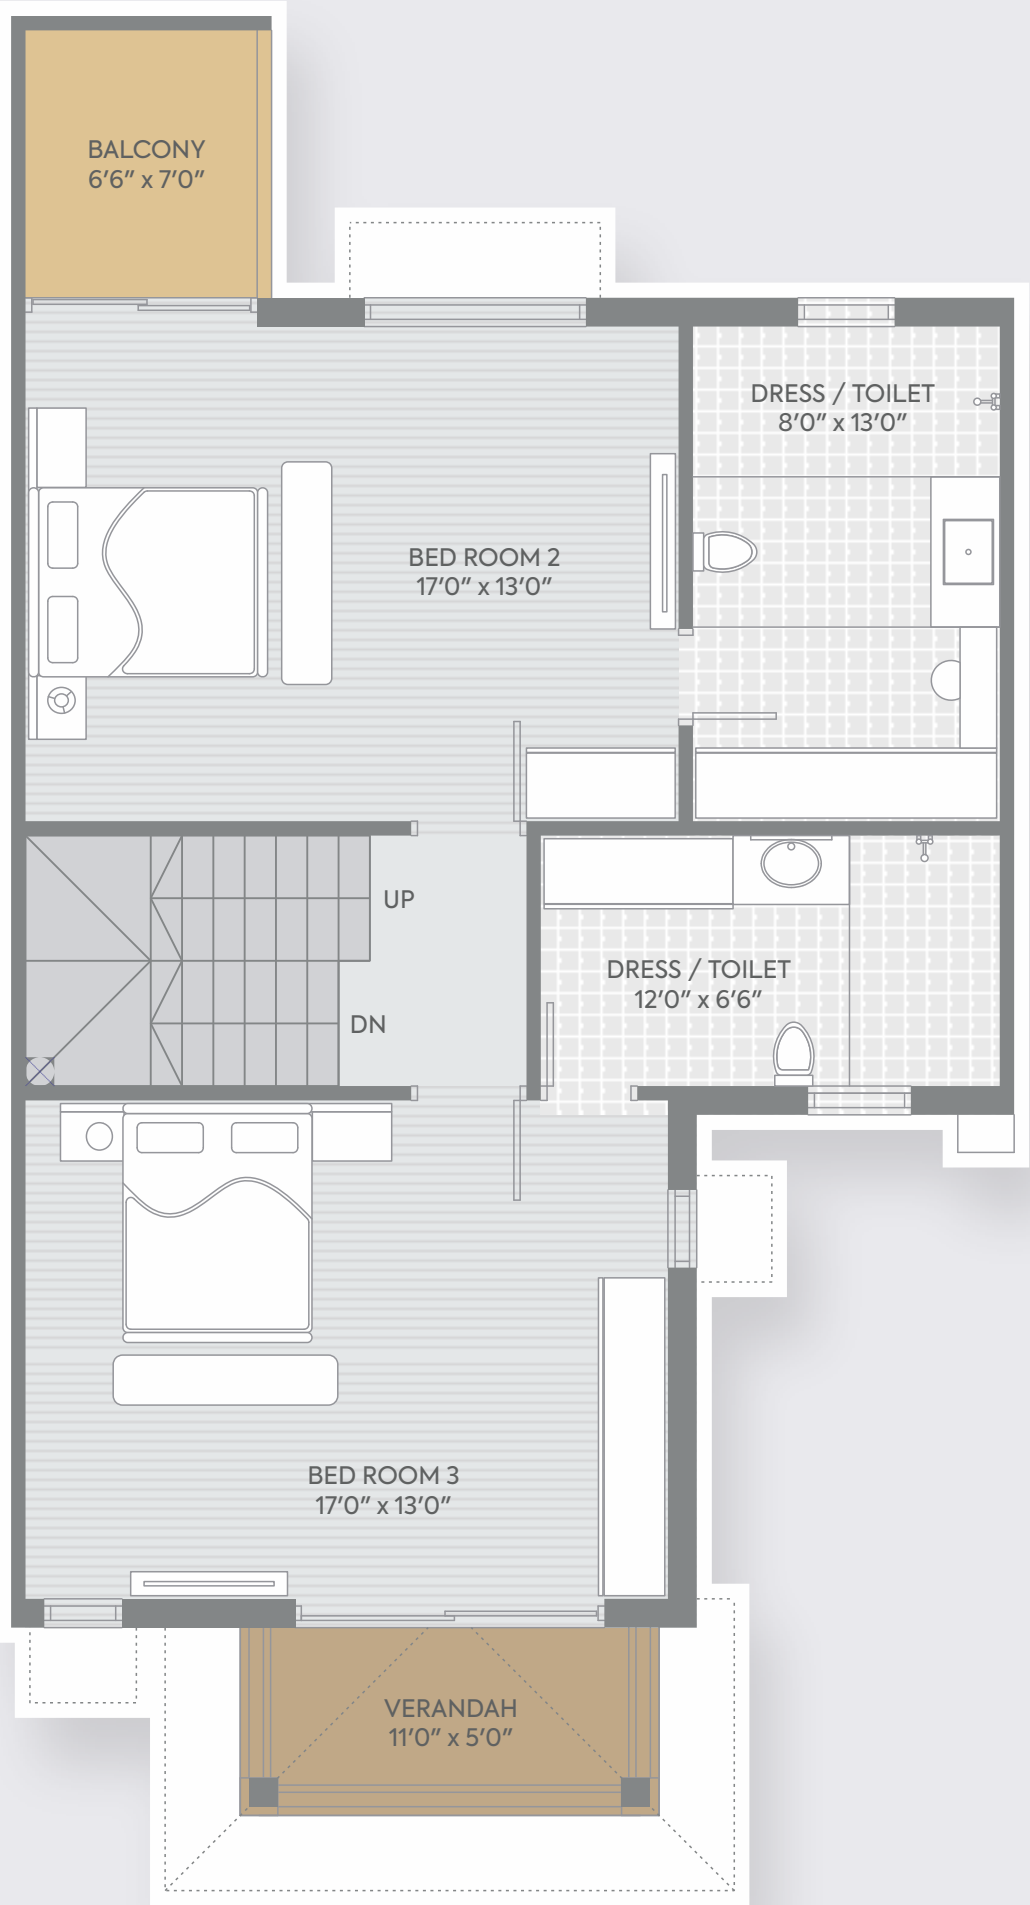 BALCONY
6'6" x 7'0"
DRESS / TOILET
8'0" x 13'0"
BED ROOM 2
17'0" x 13'0"
UP
DRESS / TOILET
12'0" x 6'6"
DN
BED ROOM 3
17'0" x 13'0"
VERANDAH
11'0" x 5'0"